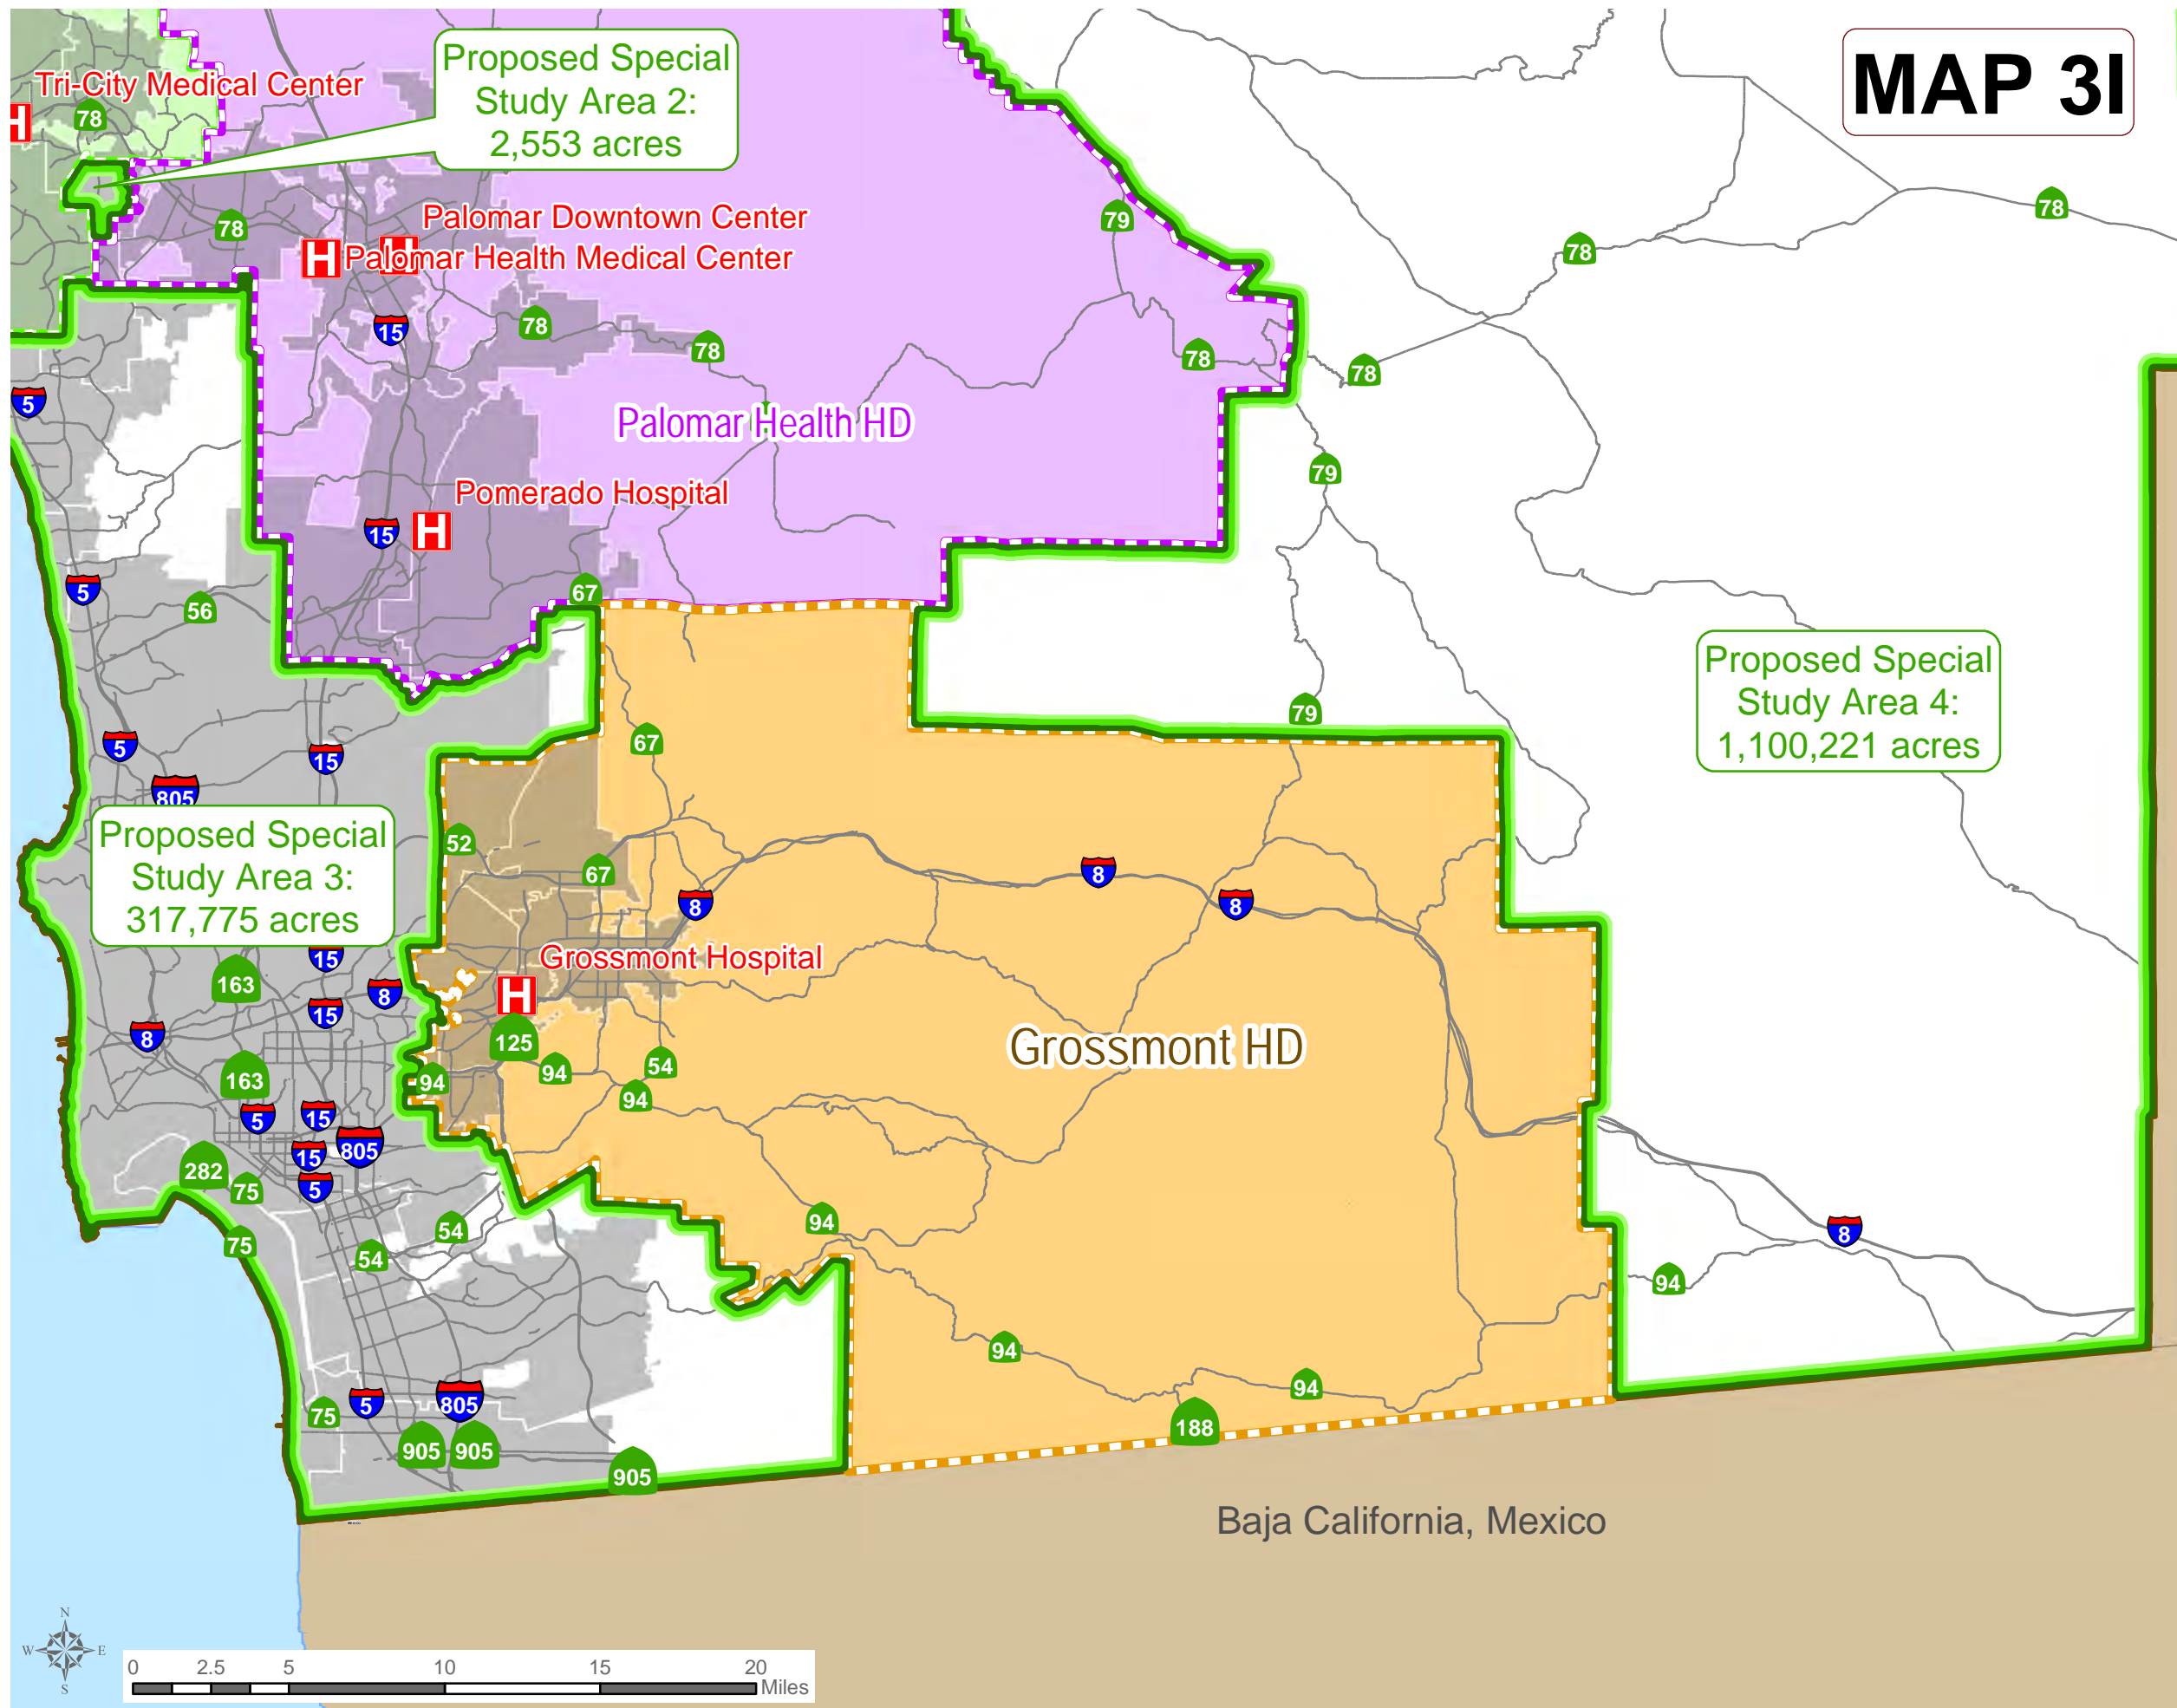 MAP 3I
Proposed Special
Study Area 2:
2,553 acres
Tri-City Medical Center
H
78
78
Palomar Downtown Center
H
H
Palomar Health Medical Center
79
78
78
15
78
78
78
78
5
Palomar Health HD
79
Pomerado Hospital
15
H
5
67
56
Proposed Special
Study Area 4:
1,100,221 acres
79
67
5
15
805
Proposed Special
Study Area 3:
317,775 acres
52
67
8
8
8
15
Grossmont Hospital
H
163
8
15
8
125
Grossmont HD
54
94
94
163
94
5
15
805
15
282
75
5
94
54
75
54
8
94
94
94
5
805
75
188
905
905
905
Baja California, Mexico
N
W
E
S
0
2.5
5
10
15
20
Miles